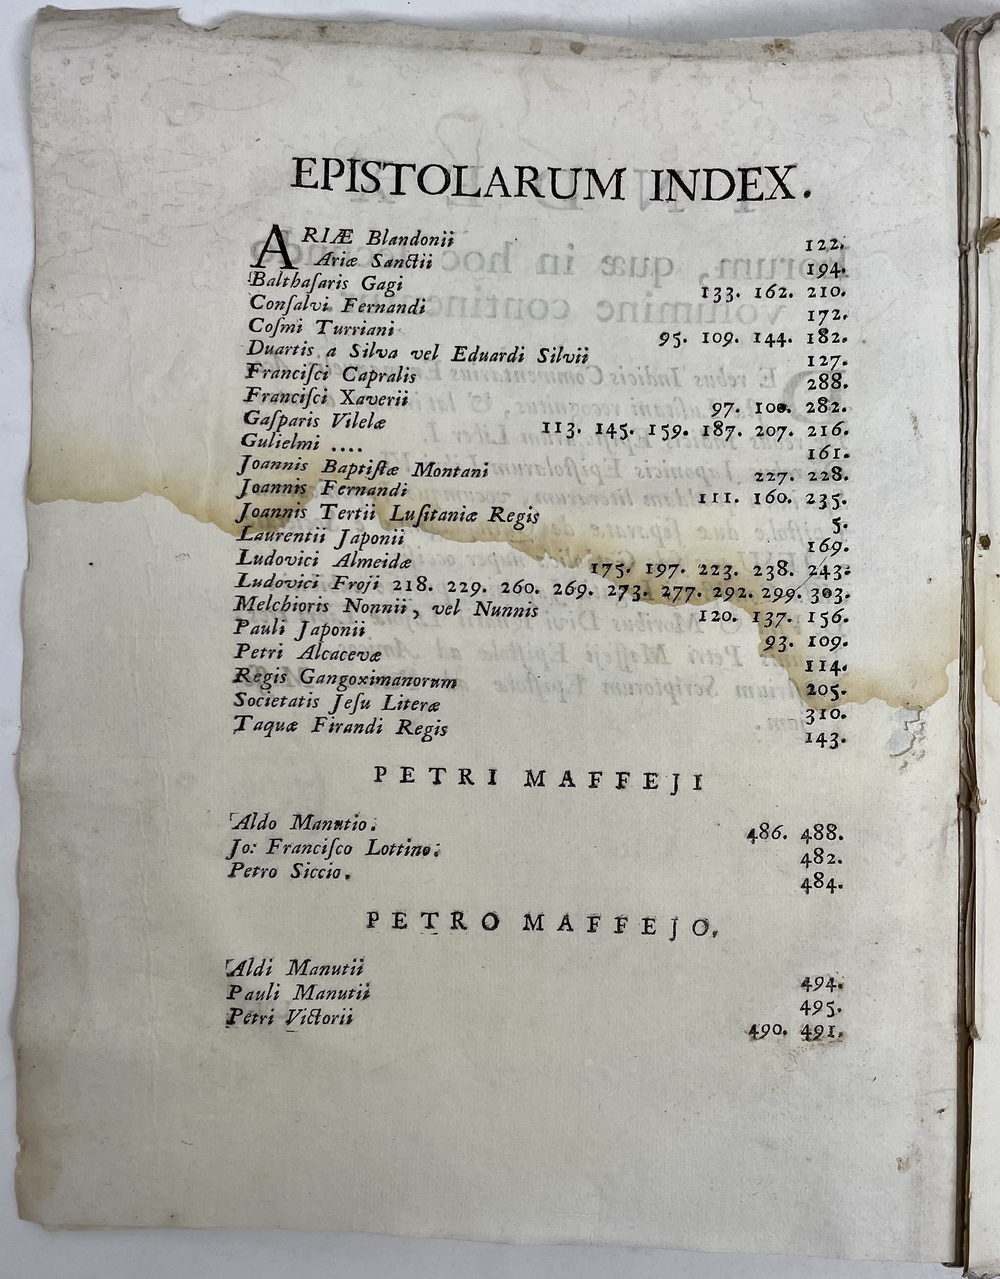 EPISTOLARUM INDEX.
ARIÆ Blandonii 122.
Ariæ Sanctii 194.
Balthaſaris Gagi 133. 162. 210.
Conſalvi Fernandi 172.
Coſmi Turriani 95. 109. 144. 182.
Duartis a Silva vel Eduardi Silvii 127.
Franciſci Capralis 288.
Franciſci Xaverii 97. 100. 282.
Gaſparis Vilelæ 113. 145. 159. 187. 207. 216.
Gulielmi .... 161.
Joannis Baptiſtæ Montani 227. 228.
Joannis Fernandi 111. 160. 235.
Joannis Tertii Luſitaniæ Regis 5.
Laurentii Japonii 169.
Ludovici Almeidæ 175. 197. 223. 238. 243.
Ludovici Froji 218. 229. 260. 269. 273. 277. 292. 299. 303.
Melchioris Nonnii, vel Nunnis 120. 137. 156.
Pauli Japonii 93. 109.
Petri Alcacevæ 114.
Regis Gangoximanorum 205.
Societatis Jeſu Literæ 310.
Taquæ Firandi Regis 143.
PETRI MAFFEJI
Aldo Manutio. 486. 488.
Jo: Franciſco Lottino. 482.
Petro Siccio. 484.
PETRO MAFFEJO.
Aldi Manutii 494.
Pauli Manutii 495.
Petri Victorii 490. 491.